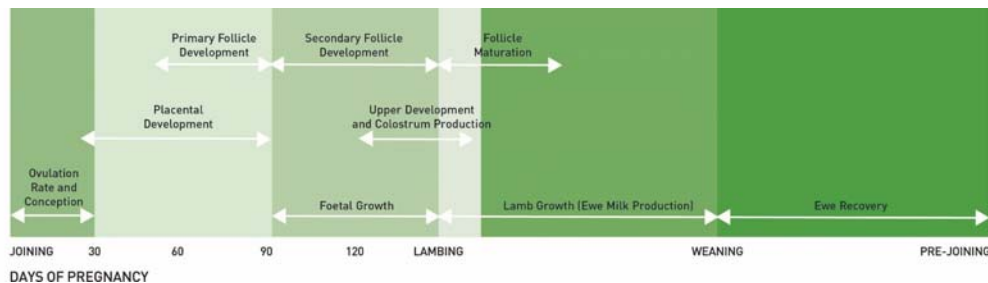 Primary Follicle
Development
Secondary Follicle
Development
Follicle
Maturation
Placental
Development
Upper Development
and Colostrum Production
Ovulation
Rate and
Conception
Foetal Growth
Lamb Growth (Ewe Milk Production)
Ewe Recovery
JOINING 30 60 90 120 LAMBING WEANING PRE-JOINING
DAYS OF PREGNANCY